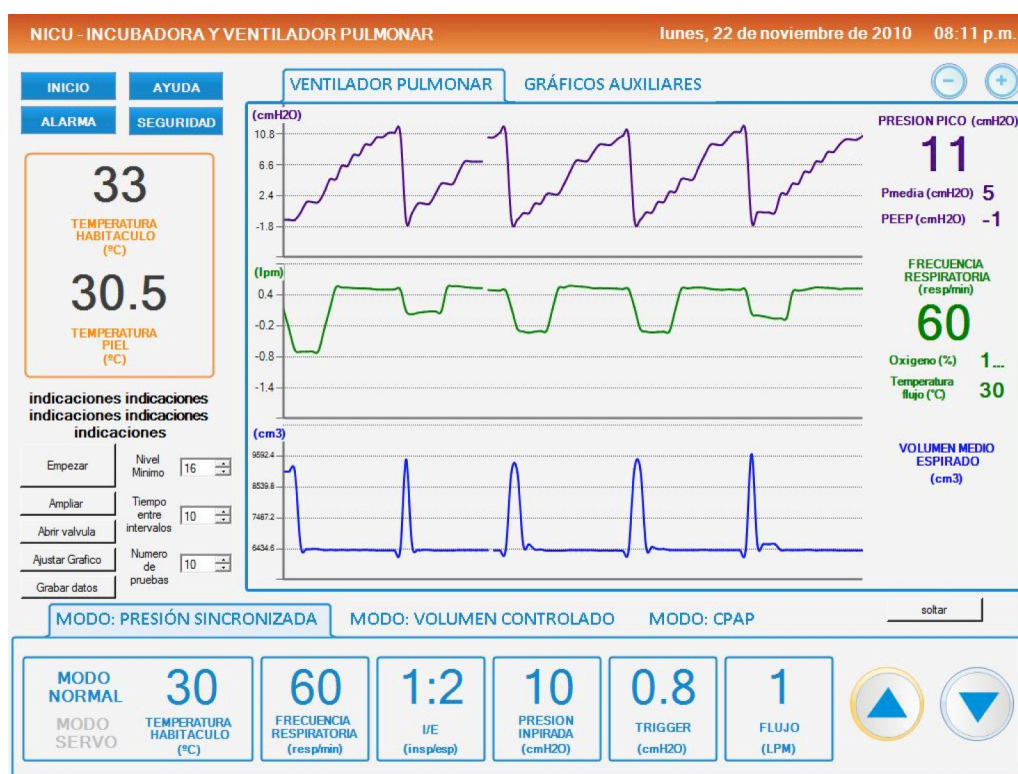 NICU - INCUBADORA Y VENTILADOR PULMONAR
lunes, 22 de noviembre de 2010 08:11 p.m.
INICIO
AYUDA
ALARMA
SEGURIDAD
33
TEMPERATURA
HABITACULO
(ºC)
30.5
TEMPERATURA
PIEL
(ºC)
indicaciones indicaciones
indicaciones indicaciones
indicaciones
Empezar
Ampliar
Abrir valvula
Ajustar Grafico
Grabar datos
Nivel
Minimo
16
Tiempo
entre
intervalos
10
Numero
de
pruebas
10
VENTILADOR PULMONAR
GRÁFICOS AUXILIARES
(cmH2O)
10.8
6.6
2.4
-1.8
(lpm)
0.4
-0.2
-0.8
-1.4
(cm3)
9592.4
8539.8
7487.2
6434.6
PRESION PICO (cmH2O)
11
Pmedia (cmH2O) 5
PEEP (cmH2O) -1
FRECUENCIA
RESPIRATORIA
(resp/min)
60
Oxigeno (%) 1...
Temperatura
flujo (ºC) 30
VOLUMEN MEDIO
ESPIRADO
(cm3)
soltar
MODO: PRESIÓN SINCRONIZADA
MODO: VOLUMEN CONTROLADO
MODO: CPAP
MODO
NORMAL
MODO
SERVO
30
TEMPERATURA
HABITACULO
(ºC)
60
FRECUENCIA
RESPIRATORIA
(resp/min)
1:2
I/E
(insp/esp)
10
PRESION
INPIRADA
(cmH2O)
0.8
TRIGGER
(cmH2O)
1
FLUJO
(LPM)